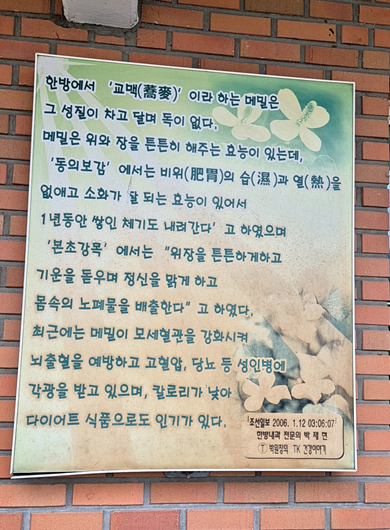 한방에서 '교맥(蕎麥)' 이라 하는 메밀은
그 성질이 차고 달며 독이 없다.
메밀은 위와 장을 튼튼히 해주는 효능이 있는데,
'동의보감' 에서는 비위(肥胃)의 습(濕)과 열(熱)을
없애고 소화가 잘 되는 효능이 있어서
1년동안 쌓인 체기도 내려간다' 고 하였으며
'본초강목' 에서는 "위장을 튼튼하게하고
기운을 돋우며 정신을 맑게 하고
몸속의 노폐물을 배출한다" 고 하였다.
최근에는 메밀이 모세혈관을 강화시켜
뇌출혈을 예방하고 고혈압, 당뇨 등 성인병에
각광을 받고 있으며, 칼로리가 낮아
다이어트 식품으로도 인기가 있다.
「조선일보 2006. 1.12 03:06:07」
한방내과 전문의 박 재 현
Ⓣ 박원장의 TK 건강이야기